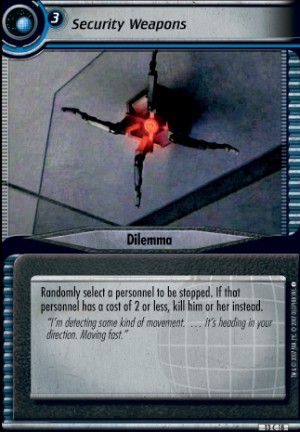 3
Security Weapons
Dilemma
Randomly select a personnel to be stopped. If that
personnel has a cost of 2 or less, kill him or her instead.
"I'm detecting some kind of movement. … It's heading in your
direction. Moving fast."